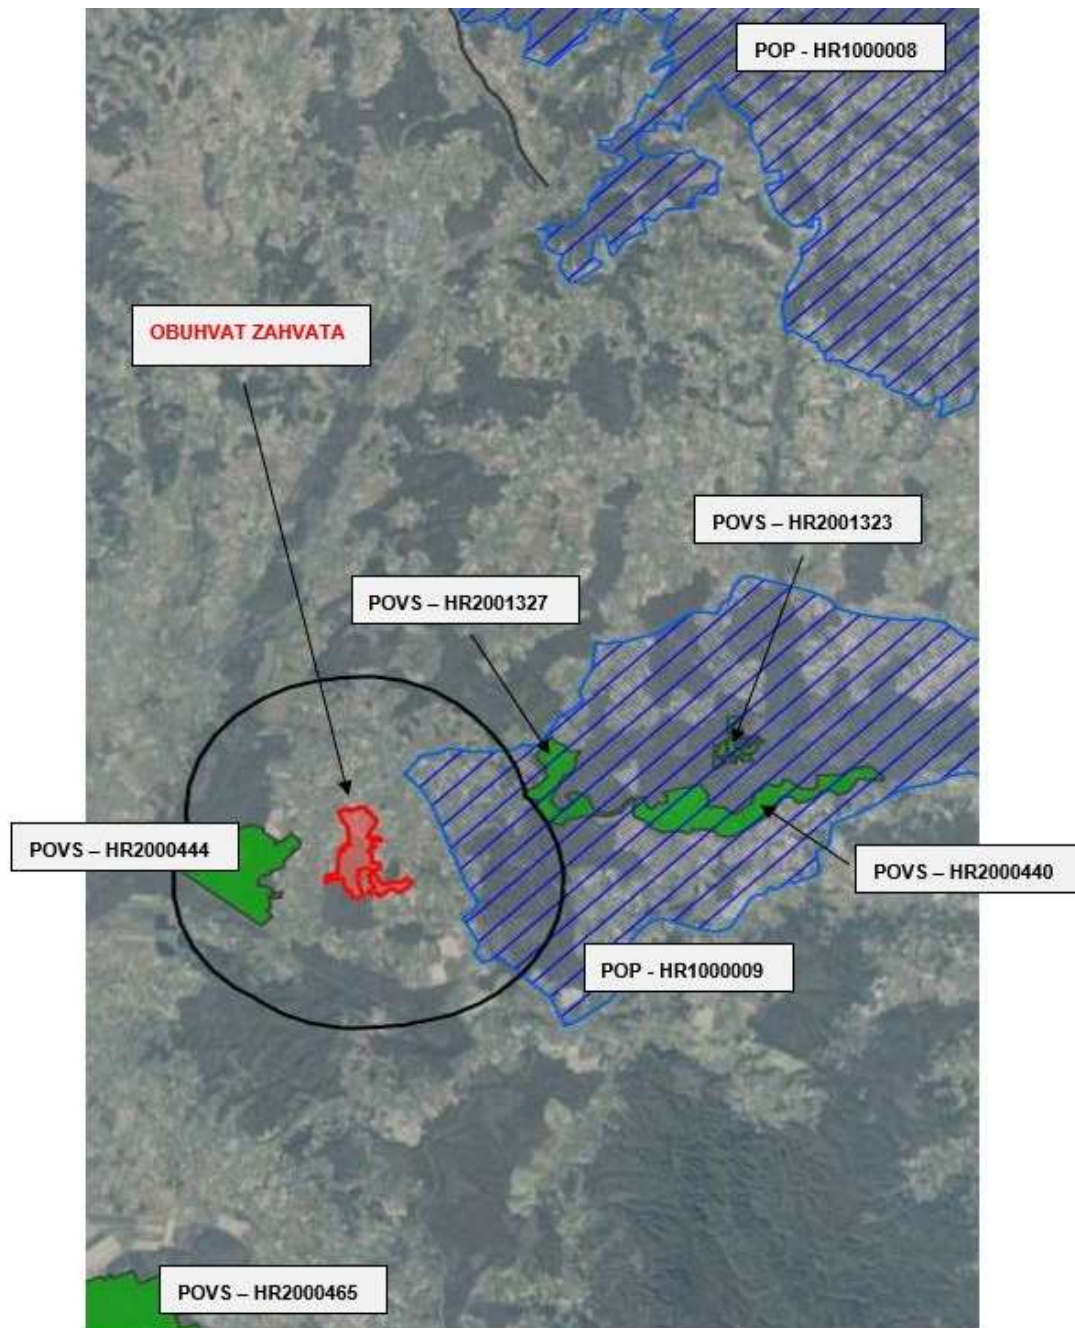 POP - HR1000008
OBUHVAT ZAHVATA
POVS – HR2001323
POVS – HR2001327
POVS – HR2000444
POVS – HR2000440
POP - HR1000009
POVS – HR2000465